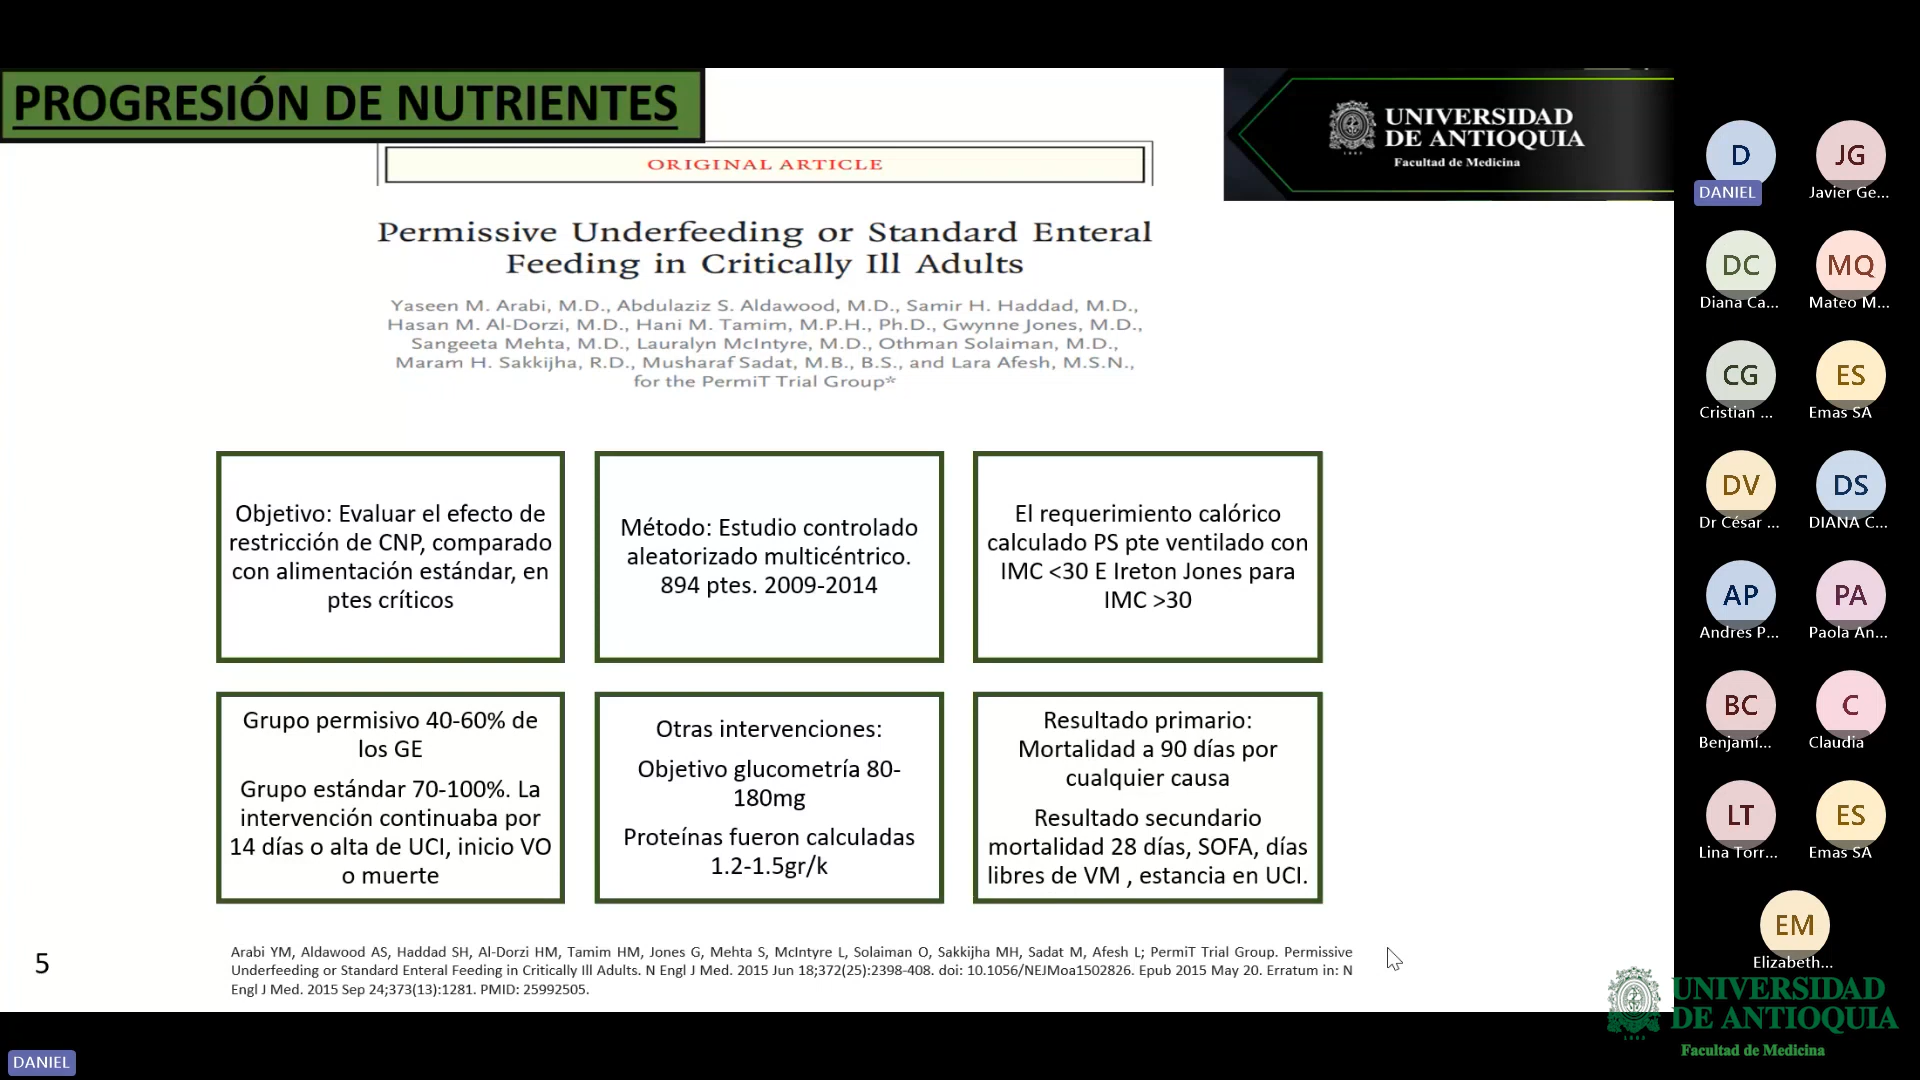 PROGRESIÓN DE NUTRIENTES
UNIVERSIDAD
DE ANTIOQUIA
1803
Facultad de Medicina
ORIGINAL ARTICLE
Permissive Underfeeding or Standard Enteral
Feeding in Critically Ill Adults
Yaseen M. Arabi, M.D., Abdulaziz S. Aldawood, M.D., Samir H. Haddad, M.D.,
Hasan M. Al-Dorzi, M.D., Hani M. Tamim, M.P.H., Ph.D., Gwynne Jones, M.D.,
Sangeeta Mehta, M.D., Lauralyn McIntyre, M.D., Othman Solaiman, M.D.,
Maram H. Sakkijha, R.D., Musharaf Sadat, M.B., B.S., and Lara Afesh, M.S.N.,
for the PermiT Trial Group*
Objetivo: Evaluar el efecto de
restricción de CNP, comparado
con alimentación estándar, en
ptes críticos
Método: Estudio controlado
aleatorizado multicéntrico.
894 ptes. 2009-2014
El requerimiento calórico
calculado PS pte ventilado con
IMC <30 E Ireton Jones para
IMC >30
Grupo permisivo 40-60% de
los GE
Grupo estándar 70-100%. La
intervención continuaba por
14 días o alta de UCI, inicio VO
o muerte
Otras intervenciones:
Objetivo glucometría 80-
180mg
Proteínas fueron calculadas
1.2-1.5gr/k
Resultado primario:
Mortalidad a 90 días por
cualquier causa
Resultado secundario
mortalidad 28 días, SOFA, días
libres de VM , estancia en UCI.
5
Arabi YM, Aldawood AS, Haddad SH, Al-Dorzi HM, Tamim HM, Jones G, Mehta S, McIntyre L, Solaiman O, Sakkijha MH, Sadat M, Afesh L; PermiT Trial Group. Permissive
Underfeeding or Standard Enteral Feeding in Critically Ill Adults. N Engl J Med. 2015 Jun 18;372(25):2398-408. doi: 10.1056/NEJMoa1502826. Epub 2015 May 20. Erratum in: N
Engl J Med. 2015 Sep 24;373(13):1281. PMID: 25992505.
D
DANIEL
JG
Javier Ge...
DC
Diana Ca...
MQ
Mateo M...
CG
Cristian ...
ES
Emas SA
DV
Dr César ...
DS
DIANA C...
AP
Andres P...
PA
Paola An...
BC
Benjamí...
C
Claudia
LT
Lina Torr...
ES
Emas SA
EM
Elizabeth...
UNIVERSIDAD
DE ANTIOQUIA
1803
Facultad de Medicina
DANIEL